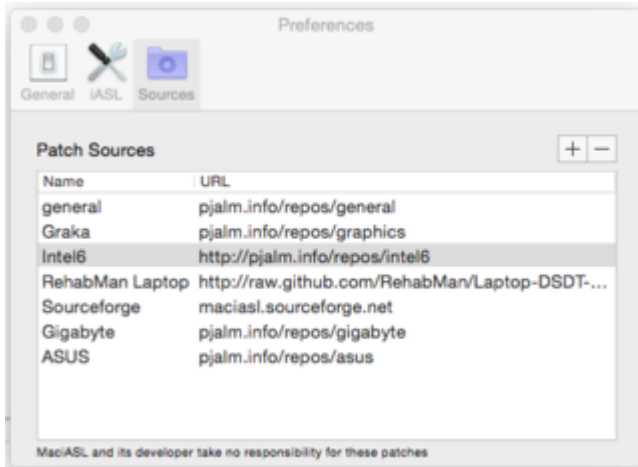 Preferences
General iASL Sources
Patch Sources
Name URL
general pjalm.info/repos/general
Graka pjalm.info/repos/graphics
Intel6 http://pjalm.info/repos/intel6
RehabMan Laptop http://raw.github.com/RehabMan/Laptop-DSDT-...
Sourceforge maciasl.sourceforge.net
Gigabyte pjalm.info/repos/gigabyte
ASUS pjalm.info/repos/asus
MaciASL and its developer take no responsibility for these patches